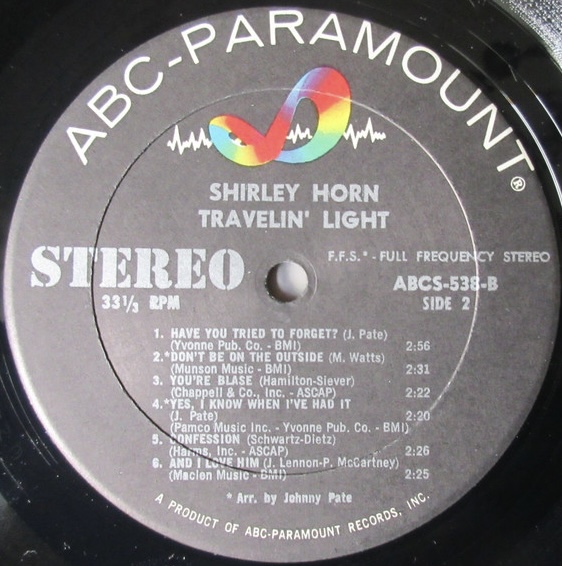 ABC-PARAMOUNT®
SHIRLEY HORN
TRAVELIN' LIGHT
STEREO
33 1/3 RPM
F.F.S.* - FULL FREQUENCY STEREO
ABCS-538-B
SIDE 2
1. HAVE YOU TRIED TO FORGET? (J. Pate)
(Yvonne Pub. Co. - BMI) 2:56
2.*DON'T BE ON THE OUTSIDE (M. Watts)
(Munson Music - BMI) 2:31
3. YOU'RE BLASE (Hamilton-Siever)
(Chappell & Co., Inc. - ASCAP) 2:22
4.*YES, I KNOW WHEN I'VE HAD IT
(J. Pate) 2:20
(Pamco Music Inc. - Yvonne Pub. Co. - BMI)
5. CONFESSION (Schwartz-Dietz)
(Harms, Inc. - ASCAP) 2:26
6. AND I LOVE HIM (J. Lennon-P. McCartney)
(Maclen Music - BMI) 2:25
* Arr. by Johnny Pate
A PRODUCT OF ABC-PARAMOUNT RECORDS, INC.